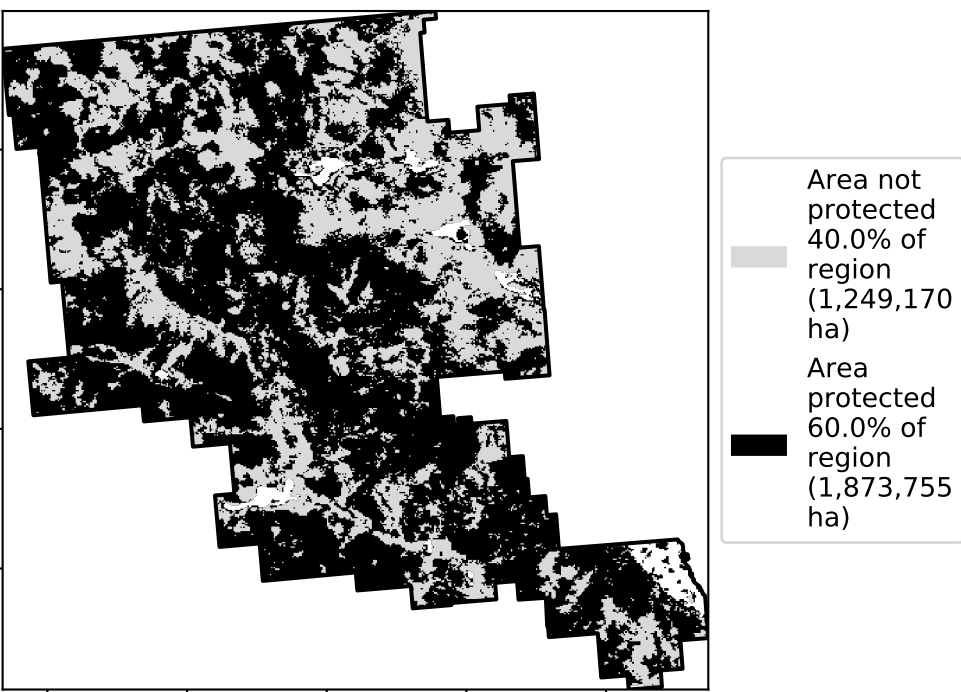 Area not
protected
40.0% of
region
(1,249,170
ha)
Area
protected
60.0% of
region
(1,873,755
ha)